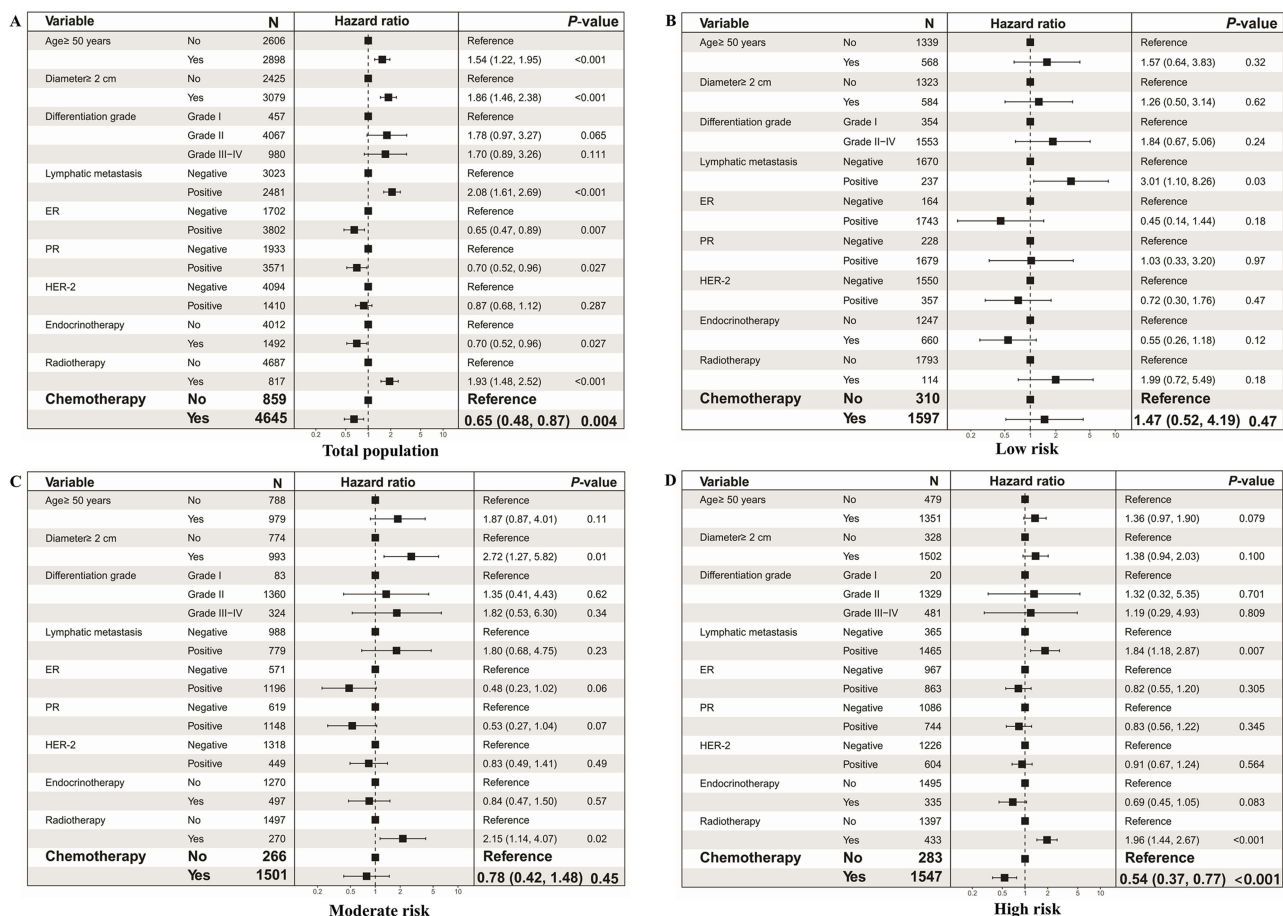 A
Variable N Hazard ratio P-value
Age≥ 50 years No 2606 Reference
Yes 2898 1.54 (1.22, 1.95) <0.001
Diameter≥ 2 cm No 2425 Reference
Yes 3079 1.86 (1.46, 2.38) <0.001
Differentiation grade Grade I 457 Reference
Grade II 4067 1.78 (0.97, 3.27) 0.065
Grade III−IV 980 1.70 (0.89, 3.26) 0.111
Lymphatic metastasis Negative 3023 Reference
Positive 2481 2.08 (1.61, 2.69) <0.001
ER Negative 1702 Reference
Positive 3802 0.65 (0.47, 0.89) 0.007
PR Negative 1933 Reference
Positive 3571 0.70 (0.52, 0.96) 0.027
HER-2 Negative 4094 Reference
Positive 1410 0.87 (0.68, 1.12) 0.287
Endocrinotherapy No 4012 Reference
Yes 1492 0.70 (0.52, 0.96) 0.027
Radiotherapy No 4687 Reference
Yes 817 1.93 (1.48, 2.52) <0.001
Chemotherapy No 859 Reference
Yes 4645 0.65 (0.48, 0.87) 0.004
0.2 0.5 1 2 5 10
Total population
B
Variable N Hazard ratio P-value
Age≥ 50 years No 1339 Reference
Yes 568 1.57 (0.64, 3.83) 0.32
Diameter≥ 2 cm No 1323 Reference
Yes 584 1.26 (0.50, 3.14) 0.62
Differentiation grade Grade I 354 Reference
Grade II−IV 1553 1.84 (0.67, 5.06) 0.24
Lymphatic metastasis Negative 1670 Reference
Positive 237 3.01 (1.10, 8.26) 0.03
ER Negative 164 Reference
Positive 1743 0.45 (0.14, 1.44) 0.18
PR Negative 228 Reference
Positive 1679 1.03 (0.33, 3.20) 0.97
HER-2 Negative 1550 Reference
Positive 357 0.72 (0.30, 1.76) 0.47
Endocrinotherapy No 1247 Reference
Yes 660 0.55 (0.26, 1.18) 0.12
Radiotherapy No 1793 Reference
Yes 114 1.99 (0.72, 5.49) 0.18
Chemotherapy No 310 Reference
Yes 1597 1.47 (0.52, 4.19) 0.47
0.2 0.5 1 2 5 10
Low risk
C
Variable N Hazard ratio P-value
Age≥ 50 years No 788 Reference
Yes 979 1.87 (0.87, 4.01) 0.11
Diameter≥ 2 cm No 774 Reference
Yes 993 2.72 (1.27, 5.82) 0.01
Differentiation grade Grade I 83 Reference
Grade II 1360 1.35 (0.41, 4.43) 0.62
Grade III−IV 324 1.82 (0.53, 6.30) 0.34
Lymphatic metastasis Negative 988 Reference
Positive 779 1.80 (0.68, 4.75) 0.23
ER Negative 571 Reference
Positive 1196 0.48 (0.23, 1.02) 0.06
PR Negative 619 Reference
Positive 1148 0.53 (0.27, 1.04) 0.07
HER-2 Negative 1318 Reference
Positive 449 0.83 (0.49, 1.41) 0.49
Endocrinotherapy No 1270 Reference
Yes 497 0.84 (0.47, 1.50) 0.57
Radiotherapy No 1497 Reference
Yes 270 2.15 (1.14, 4.07) 0.02
Chemotherapy No 266 Reference
Yes 1501 0.78 (0.42, 1.48) 0.45
0.2 0.5 1 2 5 10
Moderate risk
D
Variable N Hazard ratio P-value
Age≥ 50 years No 479 Reference
Yes 1351 1.36 (0.97, 1.90) 0.079
Diameter≥ 2 cm No 328 Reference
Yes 1502 1.38 (0.94, 2.03) 0.100
Differentiation grade Grade I 20 Reference
Grade II 1329 1.32 (0.32, 5.35) 0.701
Grade III−IV 481 1.19 (0.29, 4.93) 0.809
Lymphatic metastasis Negative 365 Reference
Positive 1465 1.84 (1.18, 2.87) 0.007
ER Negative 967 Reference
Positive 863 0.82 (0.55, 1.20) 0.305
PR Negative 1086 Reference
Positive 744 0.83 (0.56, 1.22) 0.345
HER-2 Negative 1226 Reference
Positive 604 0.91 (0.67, 1.24) 0.564
Endocrinotherapy No 1495 Reference
Yes 335 0.69 (0.45, 1.05) 0.083
Radiotherapy No 1397 Reference
Yes 433 1.96 (1.44, 2.67) <0.001
Chemotherapy No 283 Reference
Yes 1547 0.54 (0.37, 0.77) <0.001
0.2 0.5 1 2 5 10
High risk